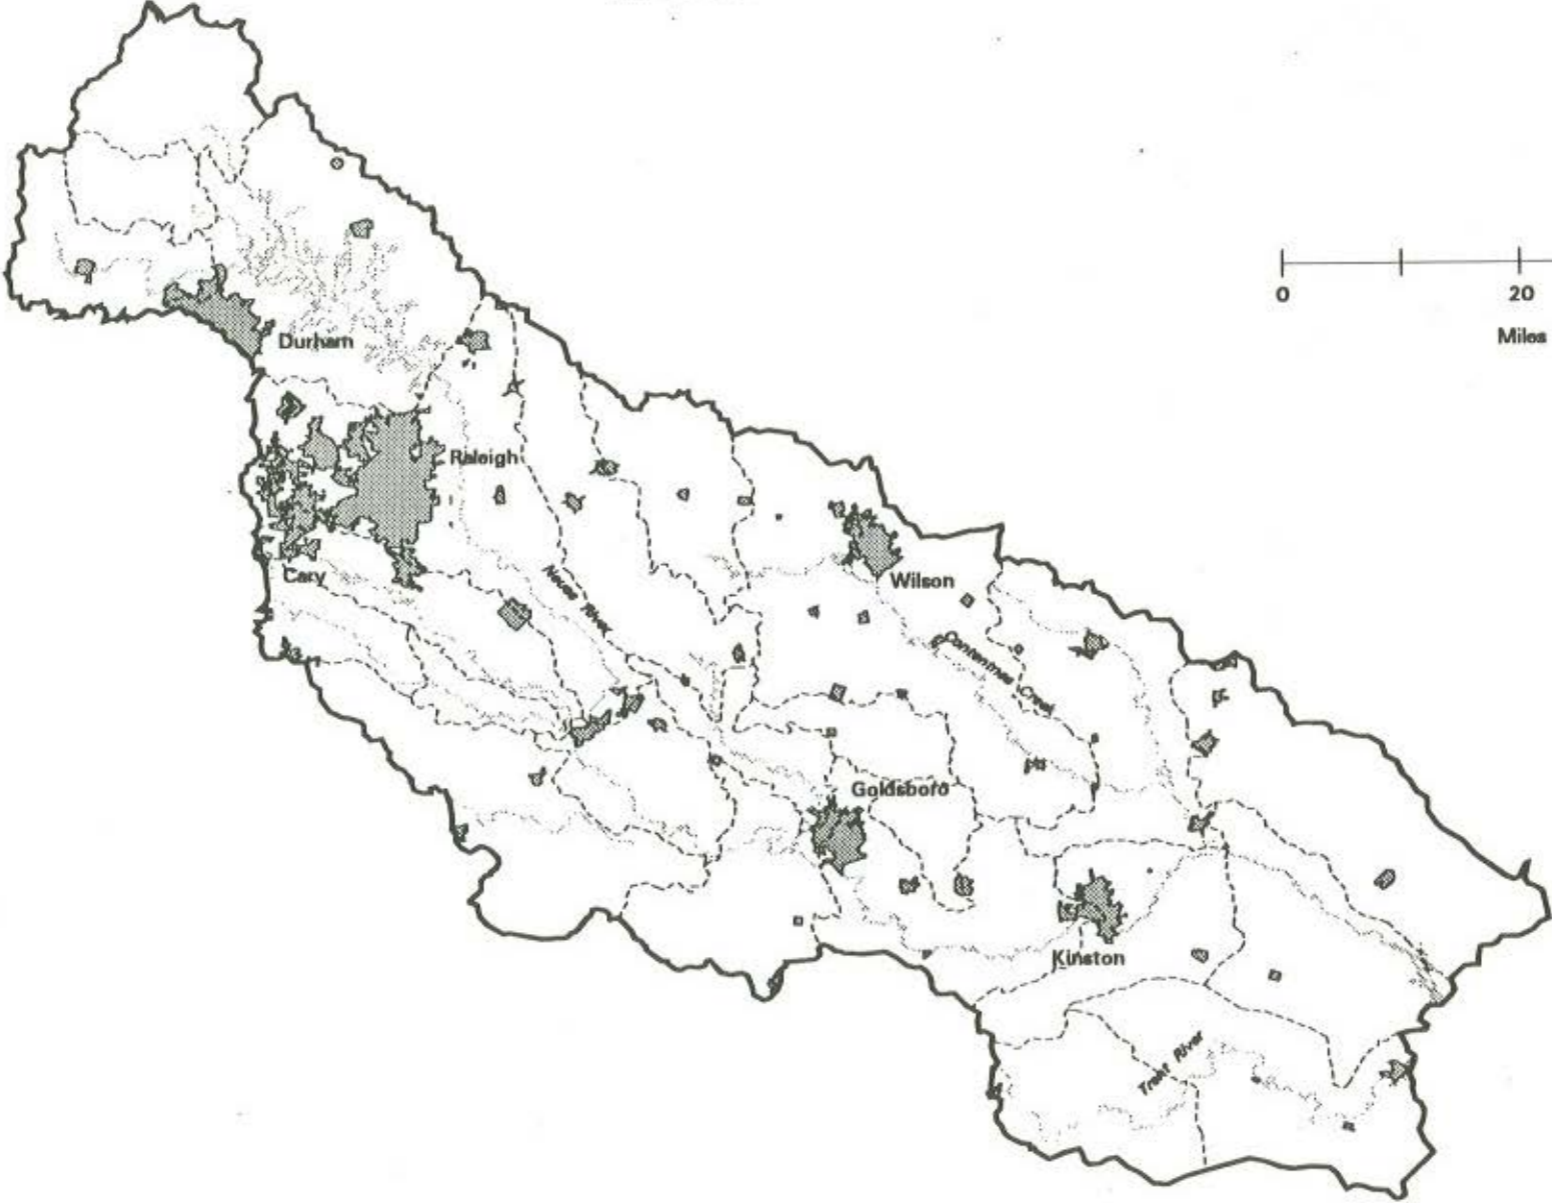 Durham
0 20
Miles
Raleigh
Cary
Neuse River
Wilson
Contentnea Creek
Goldsboro
Kinston
Trent River